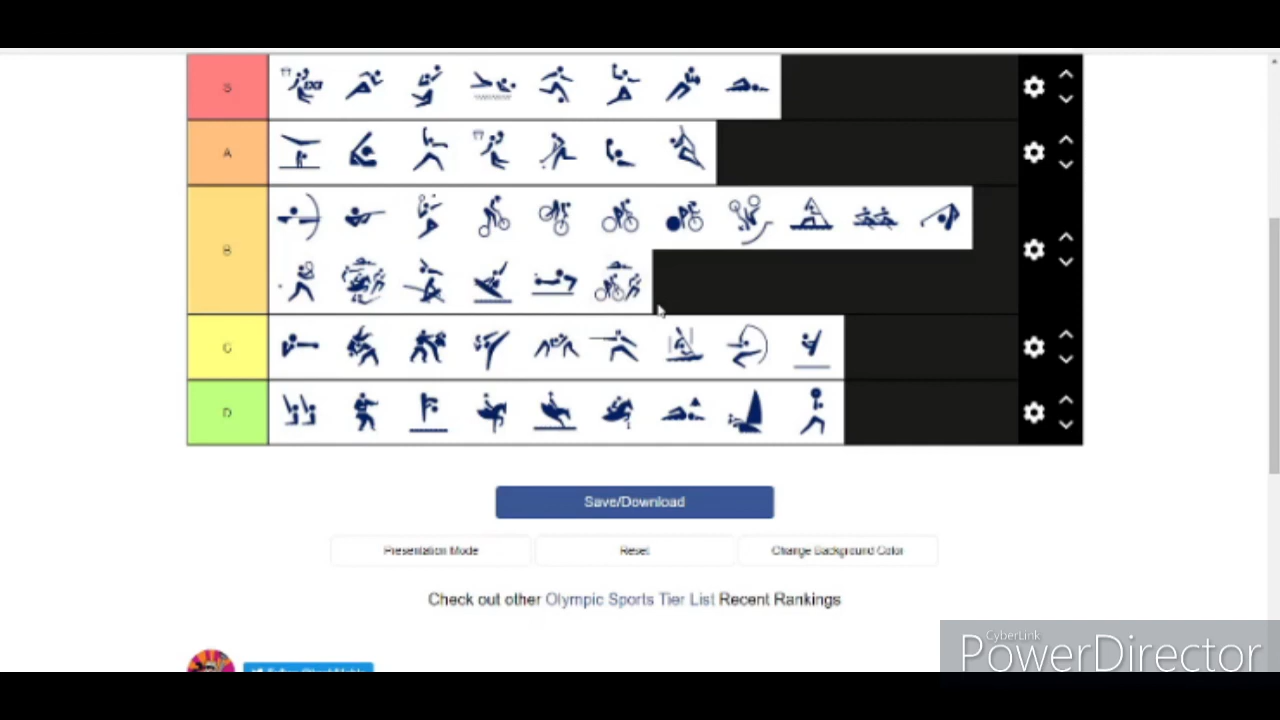 S
3X3
A
B
C
D
Save/Download
Presentation Mode
Reset
Change Background Color
Check out other Olympic Sports Tier List Recent Rankings
CyberLink
PowerDirector